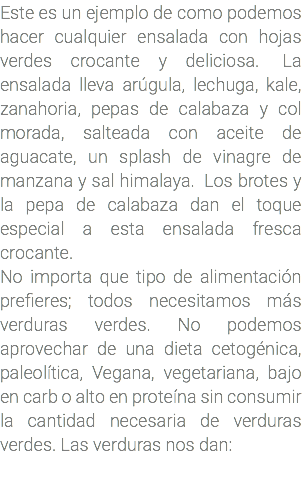 Este es un ejemplo de como podemos
hacer cualquier ensalada con hojas
verdes crocante y deliciosa. La
ensalada lleva arúgula, lechuga, kale,
zanahoria, pepas de calabaza y col
morada, salteada con aceite de
aguacate, un splash de vinagre de
manzana y sal himalaya. Los brotes y
la pepa de calabaza dan el toque
especial a esta ensalada fresca
crocante.
No importa que tipo de alimentación
prefieres; todos necesitamos más
verduras verdes. No podemos
aprovechar de una dieta cetogénica,
paleolítica, Vegana, vegetariana, bajo
en carb o alto en proteína sin consumir
la cantidad necesaria de verduras
verdes. Las verduras nos dan: